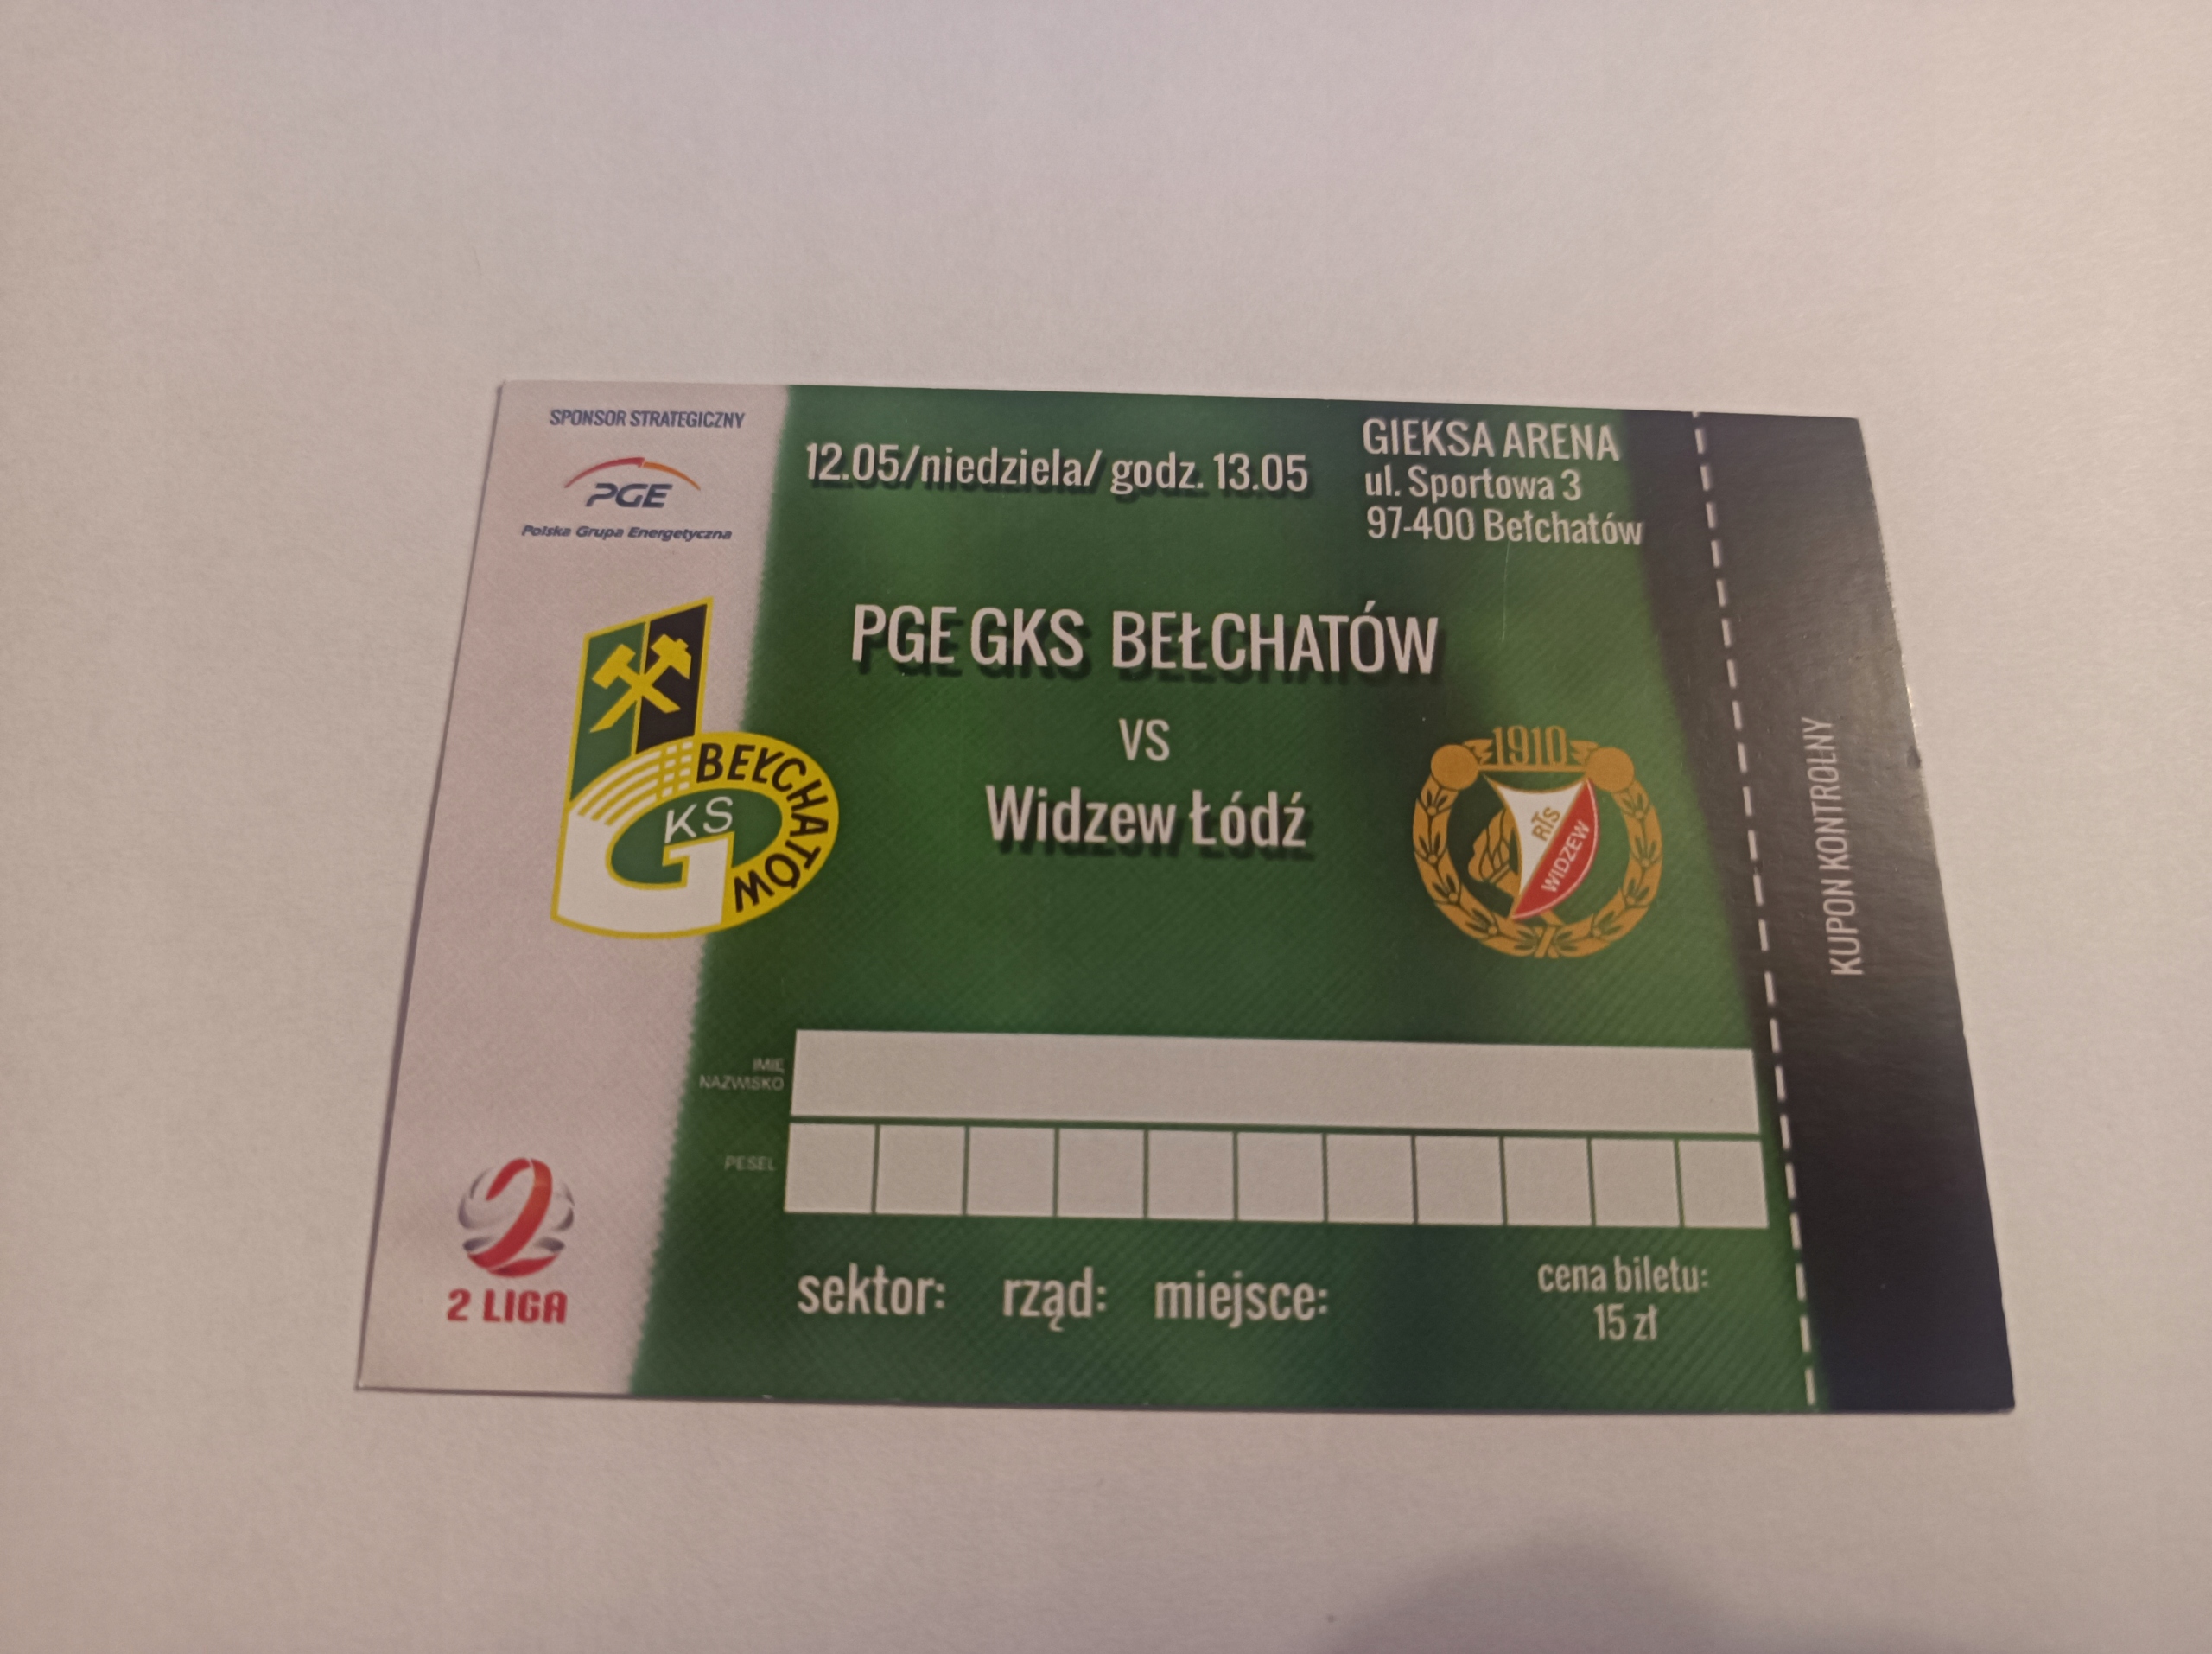 SPONSOR STRATEGICZNY
PGE
Polska Grupa Energetyczna
12.05/niedziela/ godz. 13.05
GIEKSA ARENA
ul. Sportowa 3
97-400 Bełchatów
PGE GKS BEŁCHATÓW
VS
Widzew Łódź
BEŁCHATÓW
KS
G
1910
RTS
WIDZEW
KUPON KONTROLNY
IMIĘ
NAZWISKO
PESEL
2
2 LIGA
sektor: rząd: miejsce:
cena biletu:
15 zł